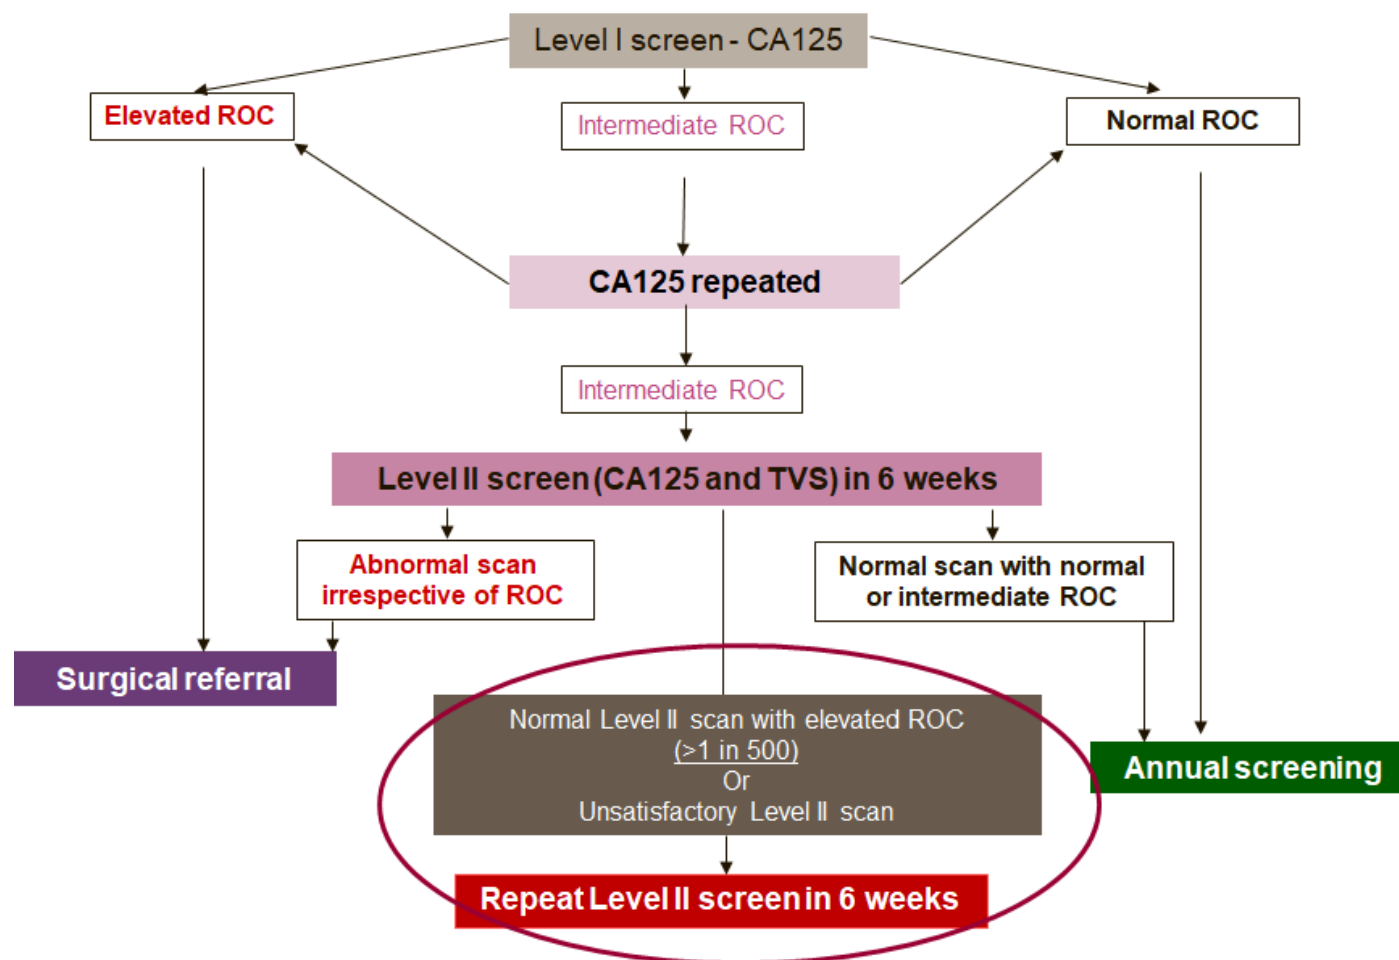 Level I screen - CA125
Elevated ROC
Intermediate ROC
Normal ROC
CA125 repeated
Intermediate ROC
Level II screen (CA125 and TVS) in 6 weeks
Abnormal scan
irrespective of ROC
Normal scan with normal
or intermediate ROC
Surgical referral
Normal Level II scan with elevated ROC
(>1 in 500)
Or
Unsatisfactory Level II scan
Annual screening
Repeat Level II screen in 6 weeks